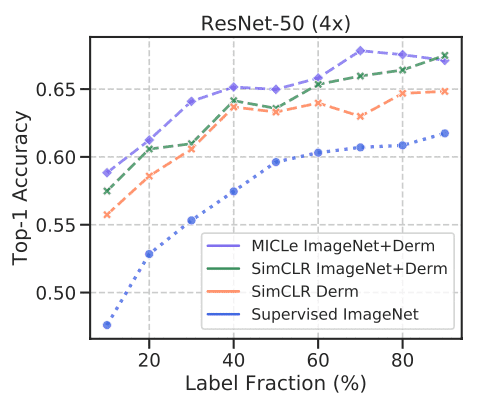 ResNet-50 (4x)
Top-1 Accuracy
0.65
0.60
0.55
0.50
MICLe ImageNet+Derm
SimCLR ImageNet+Derm
SimCLR Derm
Supervised ImageNet
20 40 60 80
Label Fraction (%)